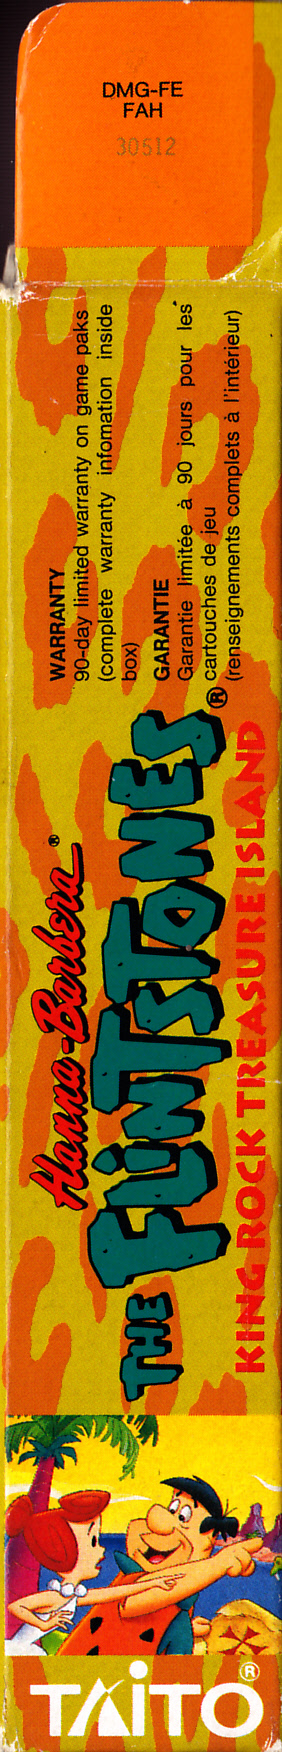 DMG-FE
FAH
30512
WARRANTY
90-day limited warranty on game paks
(complete warranty infomation inside
box)
GARANTIE
Garantie limitée à 90 jours pour les
cartouches de jeu
(renseignements complets à l'intérieur)
Hanna-Barbera®
THE FLiNTSTONES®
KING ROCK TREASURE ISLAND
TAiTO®